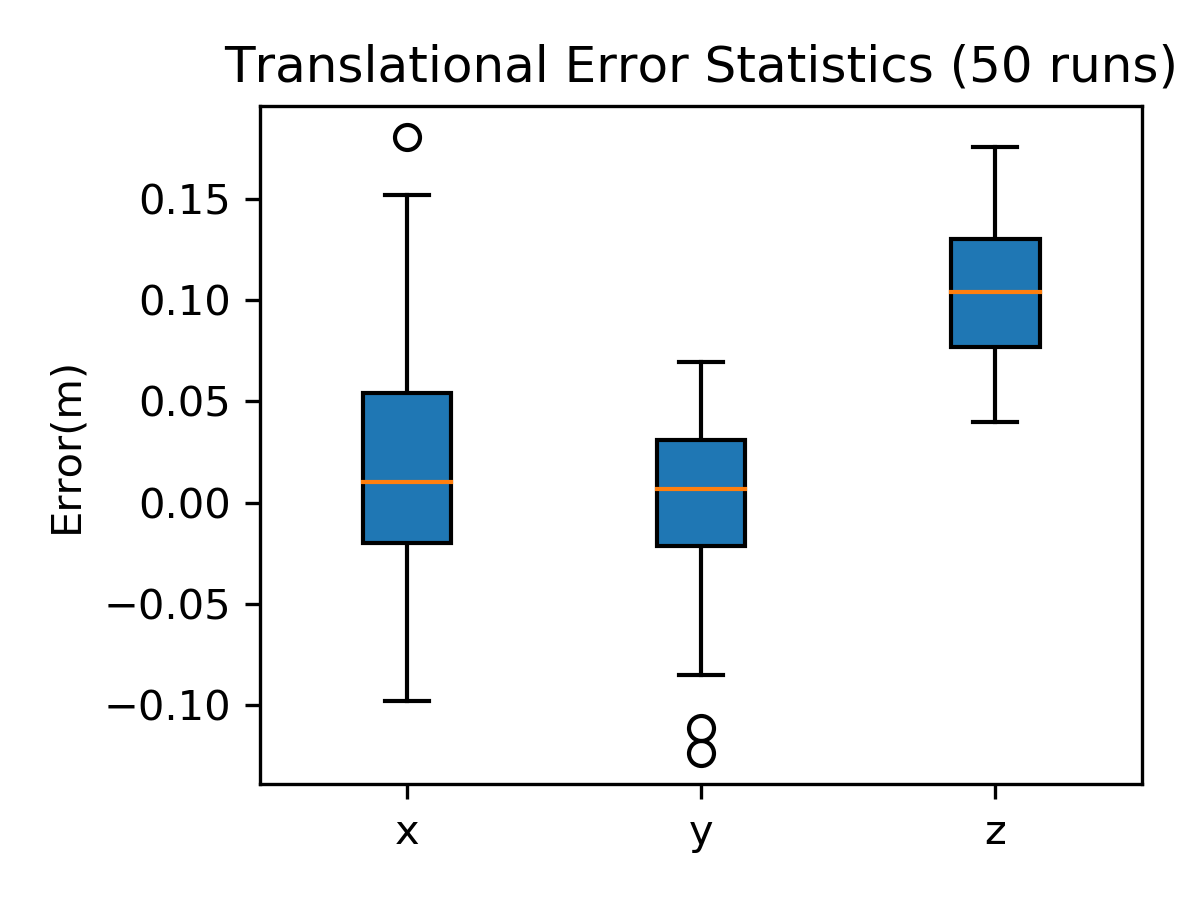 Translational Error Statistics (50 runs)
Error(m)
0.15
0.10
0.05
0.00
−0.05
−0.10
x
y
z